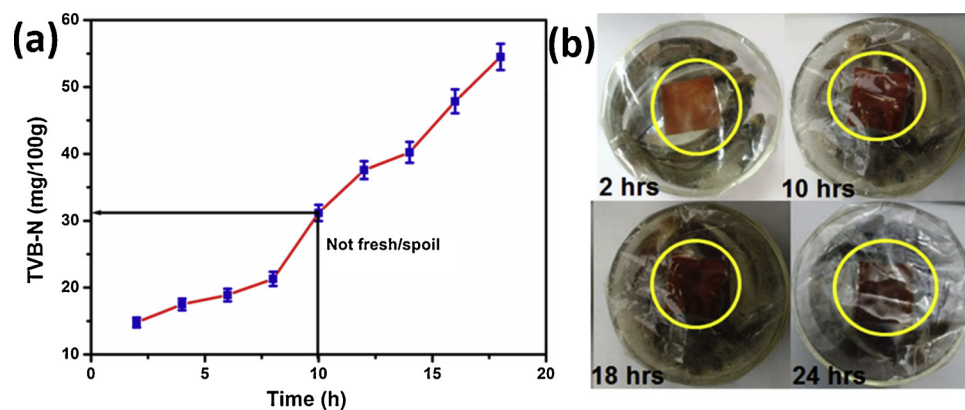 (a)
60
50
40
30
20
10
TVB-N (mg/100g)
Not fresh/spoil
0
5
10
15
20
Time (h)
(b)
2 hrs
10 hrs
18 hrs
24 hrs